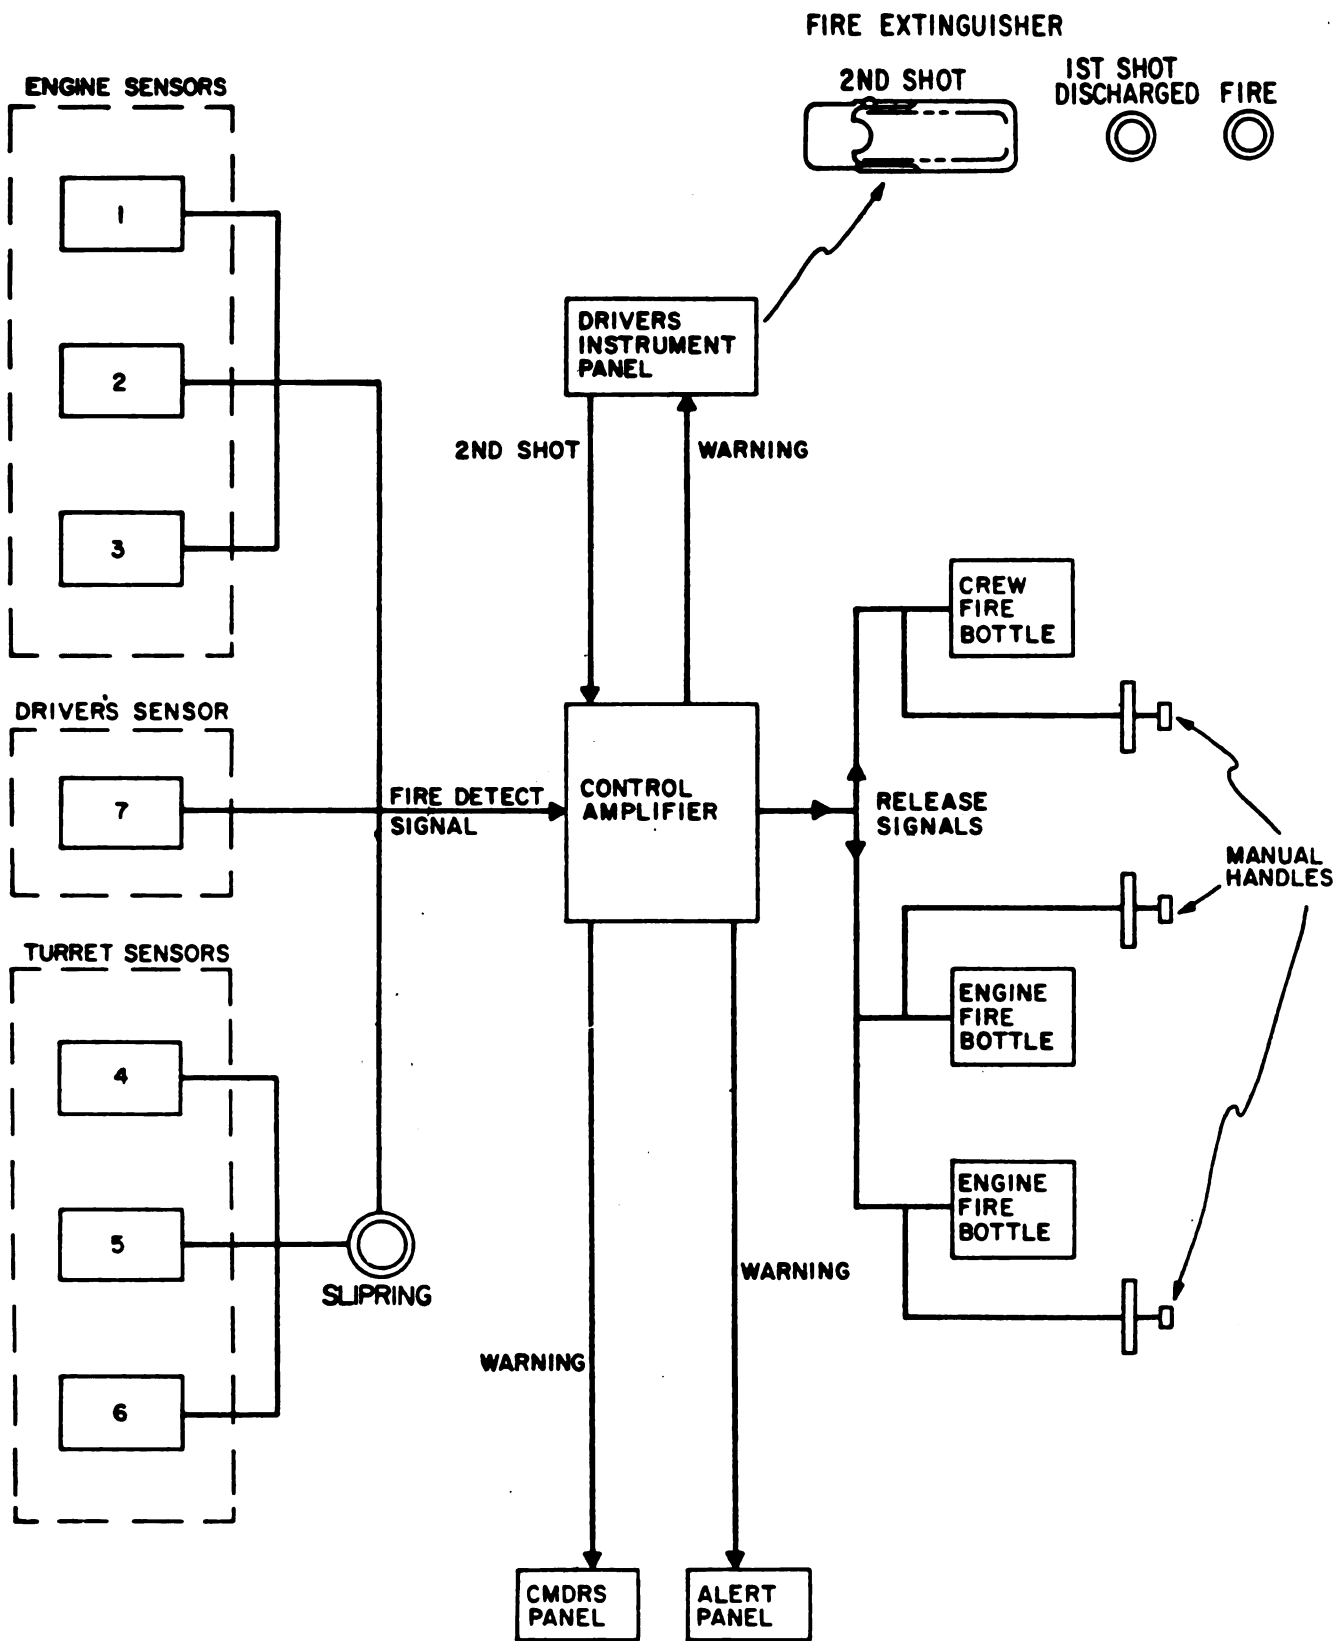 FIRE EXTINGUISHER
2ND SHOT
1ST SHOT
DISCHARGED
FIRE
ENGINE SENSORS
1
2
3
DRIVERS
INSTRUMENT
PANEL
2ND SHOT
WARNING
CREW
FIRE
BOTTLE
DRIVER'S SENSOR
7
FIRE DETECT
SIGNAL
CONTROL
AMPLIFIER
RELEASE
SIGNALS
MANUAL
HANDLES
TURRET SENSORS
4
5
6
SLIPRING
ENGINE
FIRE
BOTTLE
ENGINE
FIRE
BOTTLE
WARNING
WARNING
CMDRS
PANEL
ALERT
PANEL